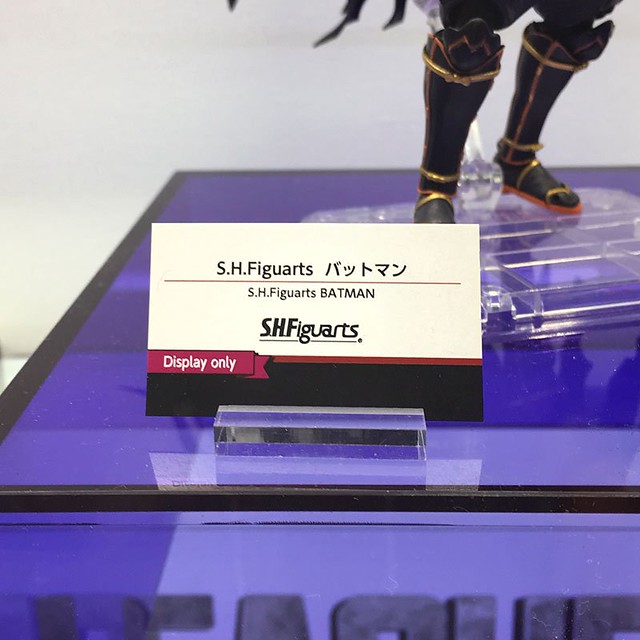 S.H.Figuarts バットマン
S.H.Figuarts BATMAN
S.H.Figuarts
Display only